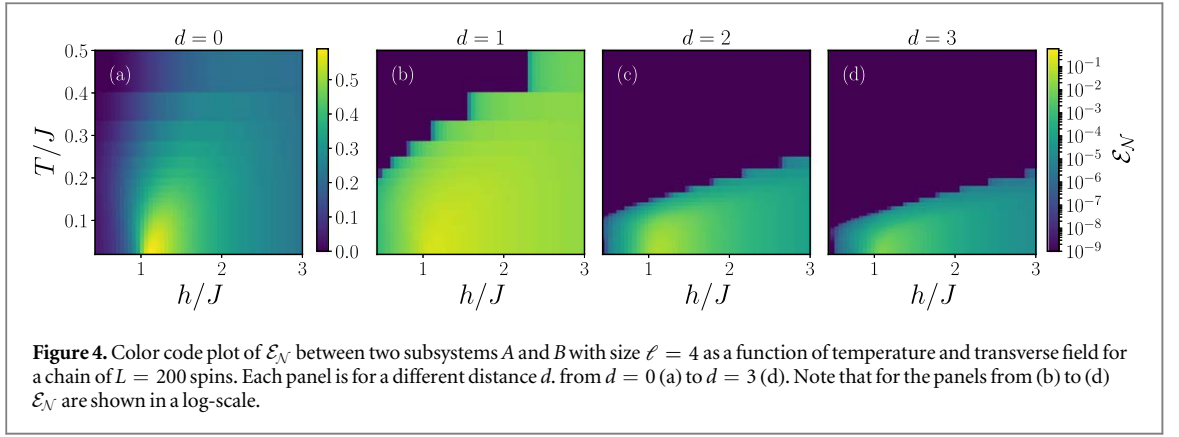 d = 0 d = 1 d = 2 d = 3
(a) (b) (c) (d)
0.5
0.4
0.3
0.2
0.1
T/J
0.5
0.4
0.3
0.2
0.1
0.0
10⁻¹
10⁻²
10⁻³
10⁻⁴
10⁻⁵
10⁻⁶
10⁻⁷
10⁻⁸
10⁻⁹
ℰ𝒩
1 2 3 1 2 3 1 2 3 1 2 3
h/J h/J h/J h/J
Figure 4. Color code plot of ℰ𝒩 between two subsystems A and B with size ℓ = 4 as a function of temperature and transverse field for
a chain of L = 200 spins. Each panel is for a different distance d. from d = 0 (a) to d = 3 (d). Note that for the panels from (b) to (d)
ℰ𝒩 are shown in a log-scale.